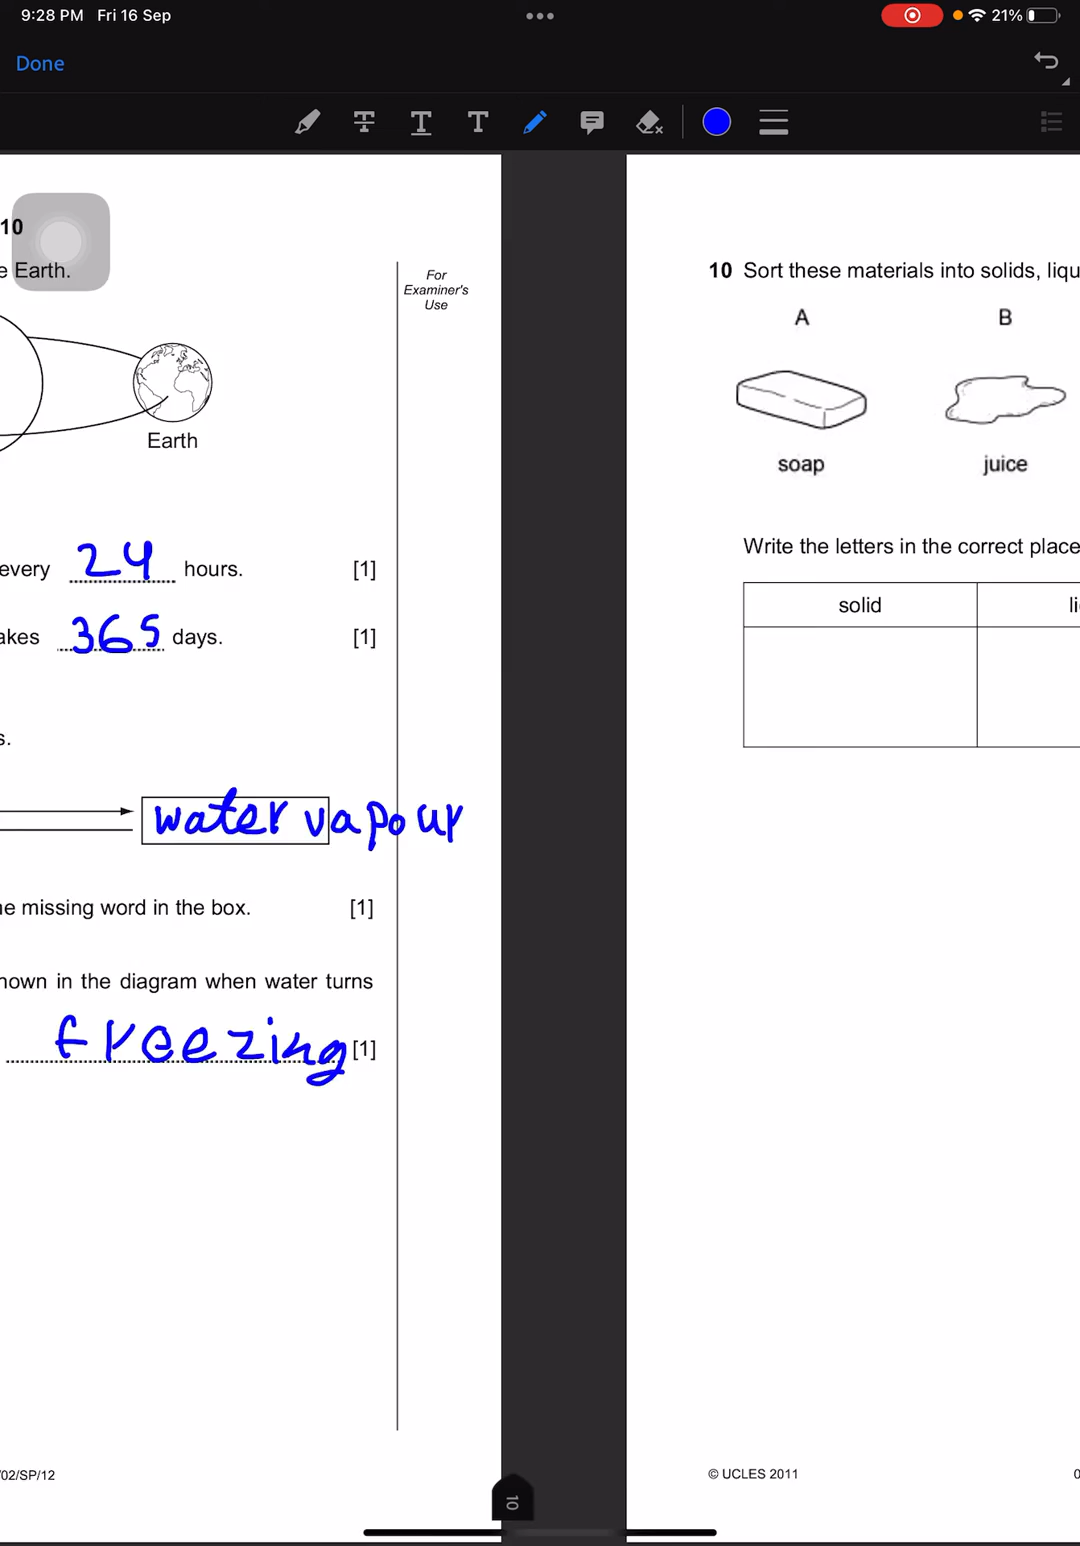 9:28 PM Fri 16 Sep
21%
Done
10
e Earth.
For
Examiner's
Use
Earth
every 24 hours. [1]
akes 365 days. [1]
s.
water vapour
e missing word in the box. [1]
nown in the diagram when water turns
freezing [1]
02/SP/12
10 Sort these materials into solids, liqu
A B
soap juice
Write the letters in the correct place
solid li
© UCLES 2011 0
10